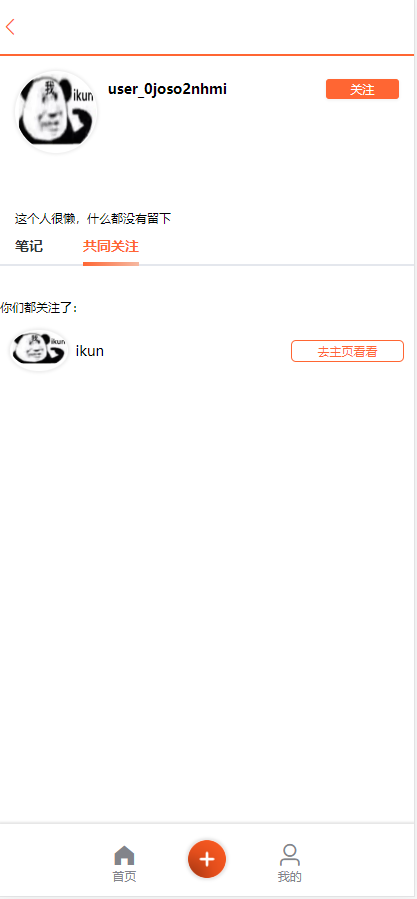 我
ikun
user_0joso2nhmi
关注
这个人很懒，什么都没有留下
笔记 共同关注
你们都关注了：
ikun
ikun
去主页看看
首页 我的